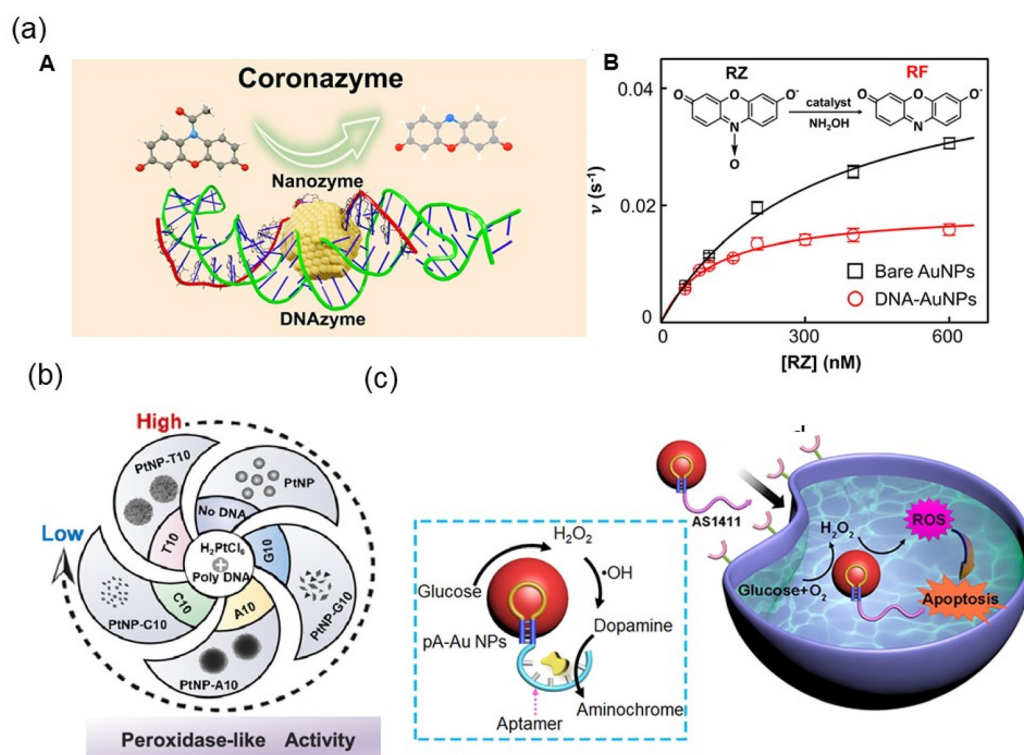 (a)
A
Coronazyme
Nanozyme
DNAzyme
B
0.04
0.02
0
ν (s⁻¹)
RZ
RF
O
O
O⁻
N
O
catalyst
NH₂OH
O
O
O⁻
N
Bare AuNPs
DNA-AuNPs
0
300
600
[RZ] (nM)
(b)
High
Low
PtNP-T10
PtNP
No DNA
T10
G10
H₂PtCl₆
+
Poly DNA
C10
A10
PtNP-C10
PtNP-G10
PtNP-A10
Peroxidase-like Activity
(c)
H₂O₂
Glucose
•OH
pA-Au NPs
Dopamine
Aptamer
Aminochrome
AS1411
H₂O₂
ROS
Glucose+O₂
Apoptosis